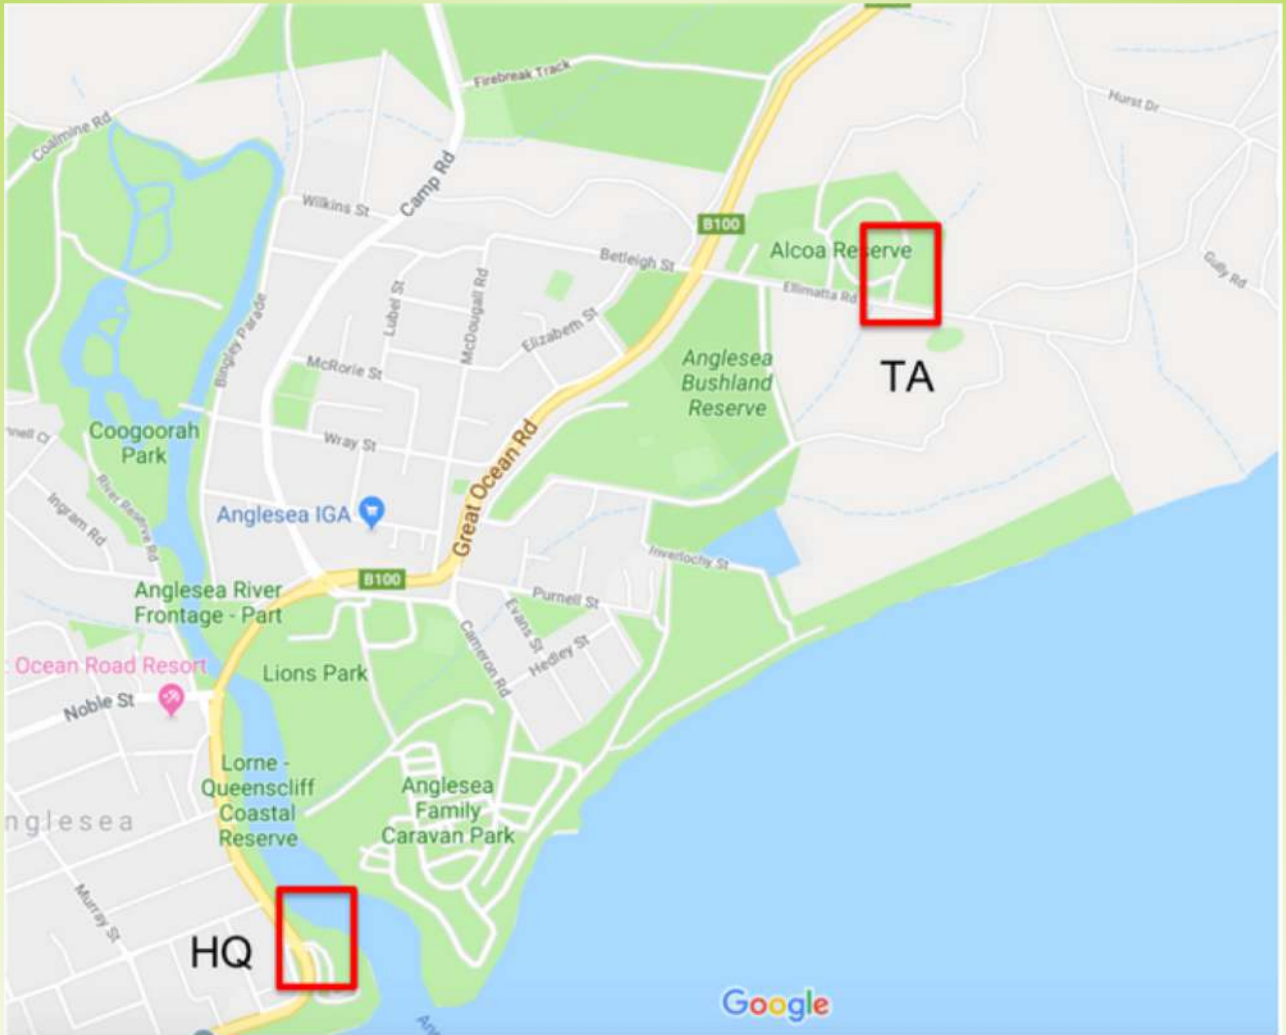 Firebreak Track
Hurst Dr
Coalmine Rd
Camp Rd
Wilkins St
B100
Alcoa Reserve
Betleigh St
Gully Rd
Ellimatta Rd
Lubel St
McDougall Rd
Bingley Parade
Elizabeth St
McRorie St
TA
Anglesea
Bushland
Reserve
Coogoorah
Park
Wray St
Great Ocean Rd
River Reserve Rd
Ingram Rd
Anglesea IGA
Inverlochy St
B100
Anglesea River
Frontage - Part
Purnell St
Evans St
Hedley St
Cameron Rd
Ocean Road Resort
Lions Park
Noble St
Lorne -
Queenscliff
Coastal
Reserve
Anglesea
Family
Caravan Park
nglesea
Murray St
HQ
Google